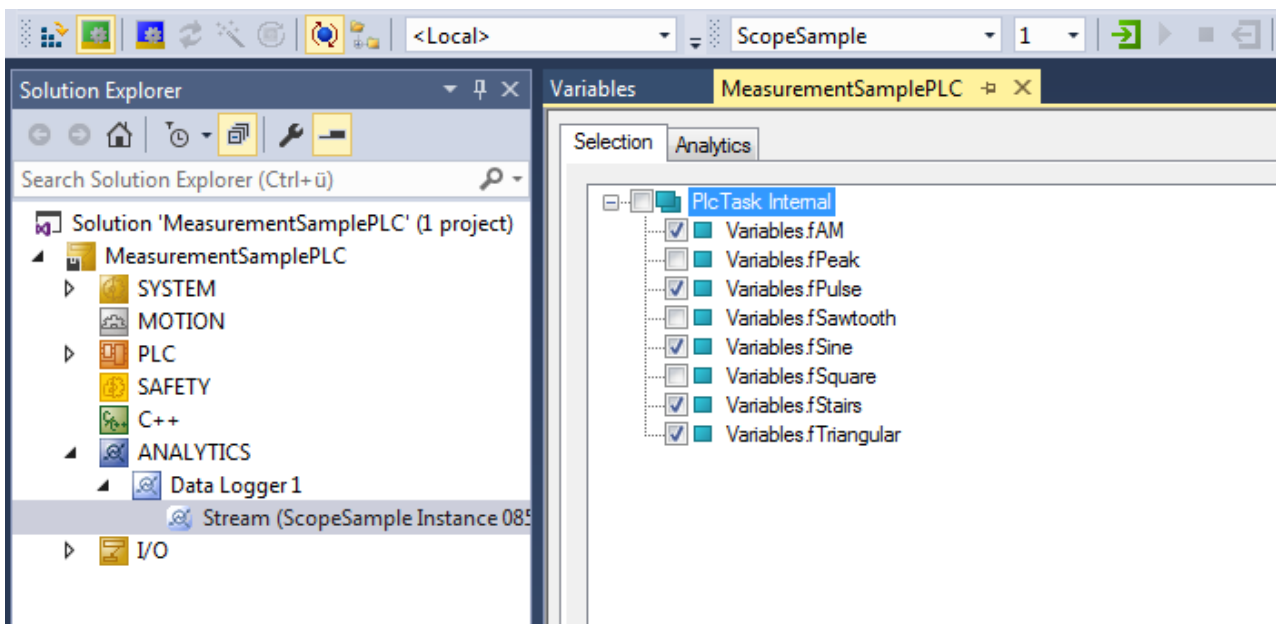 <Local>
ScopeSample
1
Solution Explorer
Search Solution Explorer (Ctrl+ü)
Solution 'MeasurementSamplePLC' (1 project)
MeasurementSamplePLC
SYSTEM
MOTION
PLC
SAFETY
C++
ANALYTICS
Data Logger 1
Stream (ScopeSample Instance 085
I/O
Variables
MeasurementSamplePLC
Selection
Analytics
PlcTask Internal
Variables.fAM
Variables.fPeak
Variables.fPulse
Variables.fSawtooth
Variables.fSine
Variables.fSquare
Variables.fStairs
Variables.fTriangular